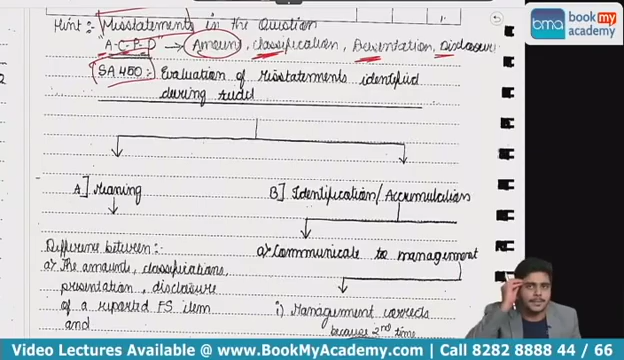 Hint:- Misstatements in the Question
"A-C-P-D" → Amount, Classification, Presentation, Disclosure
SA 450:- Evaluation of Misstatements identified
during audit
A] Meaning
B] Identification/Accumulation
Difference between:-
a) The amounts, classifications,
presentation, disclosure
of a reported FS item
and
a) Communicate to management
i) Management corrects
because 2nd time
bma
book my
academy
Video Lectures Available @ www.BookMyAcademy.com | Call 8282 8888 44 / 66